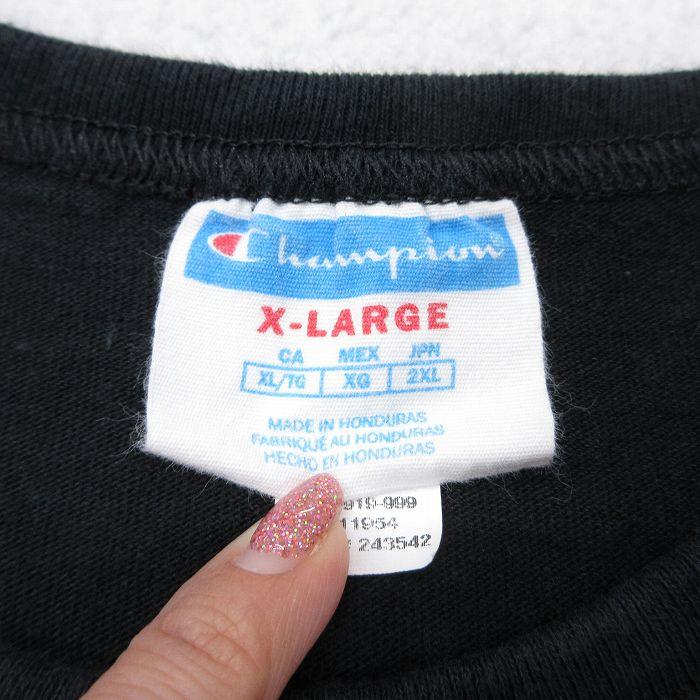 Champion
X-LARGE
CA MEX JPN
XL/TG XG 2XL
MADE IN HONDURAS
FABRIQUÉ AU HONDURAS
HECHO EN HONDURAS
919-999
11954
243542